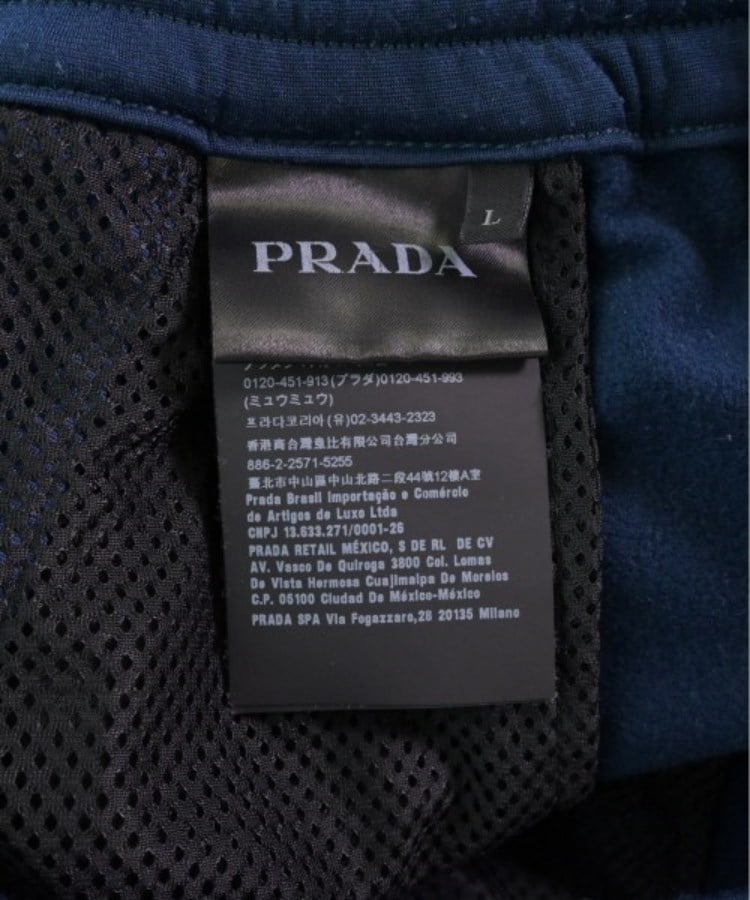 L
PRADA
0120-451-913(プラダ)0120-451-993
(ミュウミュウ)
프라다코리아(유)02-3443-2323
香港商台灣進比有限公司台灣分公司
886-2-2571-5255
臺北市中山區中山北路二段44號12樓A室
Prada Brasil Importação e Comércio
de Artigos de Luxo Ltda
CNPJ 13.633.271/0001-26
PRADA RETAIL MÉXICO, S DE RL DE CV
AV. Vasco De Quiroga 3800 Col. Lomas
De Vista Hermosa Cuajimalpa De Morelos
C.P. 05100 Ciudad De México-México
PRADA SPA Via Fogazzaro,28 20135 Milano